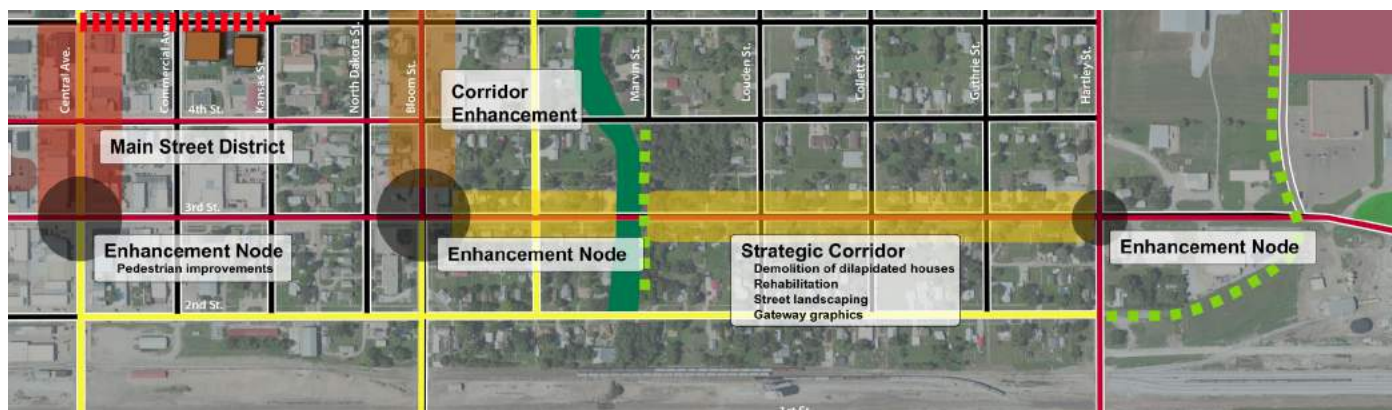 Central Ave.
Commercial Ave.
Kansas St.
North Dakota St.
Bloom St.
Marvin St.
Louden St.
Collett St.
Guthrie St.
Hartley St.
4th St.
Corridor
Enhancement
Main Street District
3rd St.
Enhancement Node
Pedestrian improvements
Enhancement Node
Strategic Corridor
Demolition of dilapidated houses
Rehabilitation
Street landscaping
Gateway graphics
Enhancement Node
2nd St.
1st St.